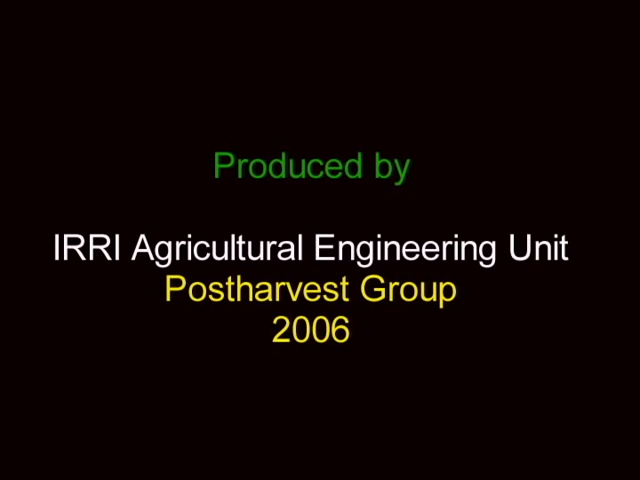 Produced by
IRRI Agricultural Engineering Unit
Postharvest Group
2006